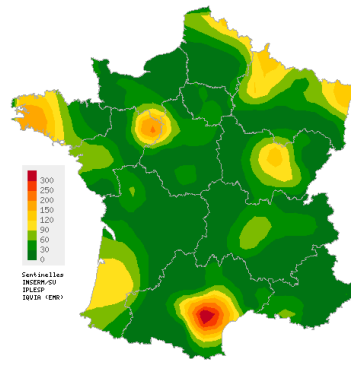 300
250
200
150
120
90
60
30
0
Sentinelles
INSERM/SU
IPLESP
IQVIA (EMR)